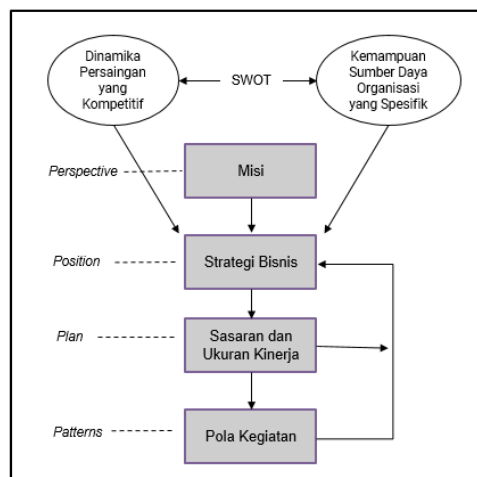 Dinamika
Persaingan
yang
Kompetitif
SWOT
Kemampuan
Sumber Daya
Organisasi
yang Spesifik
Perspective
Misi
Position
Strategi Bisnis
Plan
Sasaran dan
Ukuran Kinerja
Patterns
Pola Kegiatan